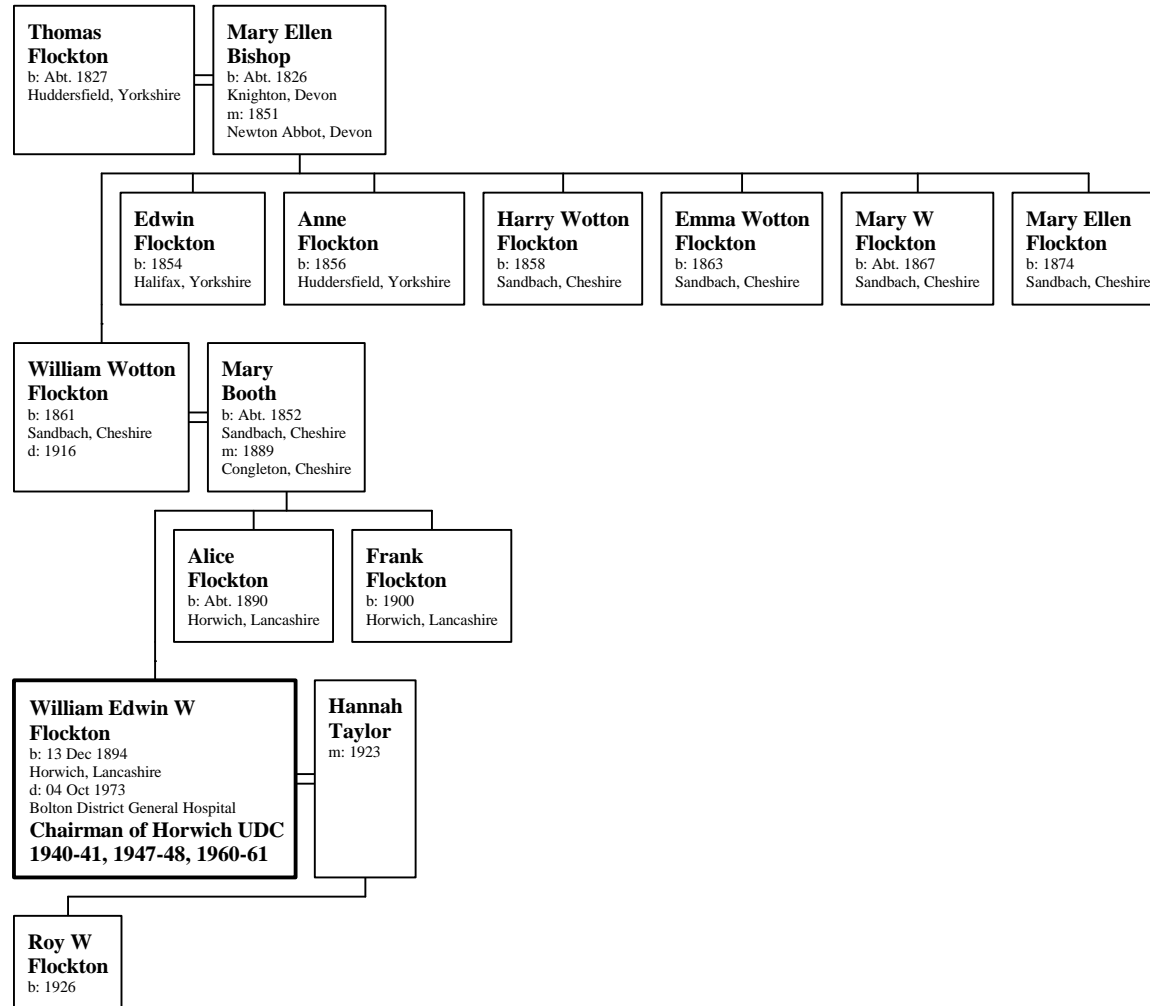 Thomas
Flockton
b: Abt. 1827
Huddersfield, Yorkshire
Mary Ellen
Bishop
b: Abt. 1826
Knighton, Devon
m: 1851
Newton Abbot, Devon
Edwin
Flockton
b: 1854
Halifax, Yorkshire
Anne
Flockton
b: 1856
Huddersfield, Yorkshire
Harry Wotton
Flockton
b: 1858
Sandbach, Cheshire
Emma Wotton
Flockton
b: 1863
Sandbach, Cheshire
Mary W
Flockton
b: Abt. 1867
Sandbach, Cheshire
Mary Ellen
Flockton
b: 1874
Sandbach, Cheshire
William Wotton
Flockton
b: 1861
Sandbach, Cheshire
d: 1916
Mary
Booth
b: Abt. 1852
Sandbach, Cheshire
m: 1889
Congleton, Cheshire
Alice
Flockton
b: Abt. 1890
Horwich, Lancashire
Frank
Flockton
b: 1900
Horwich, Lancashire
William Edwin W
Flockton
b: 13 Dec 1894
Horwich, Lancashire
d: 04 Oct 1973
Bolton District General Hospital
Chairman of Horwich UDC
1940-41, 1947-48, 1960-61
Hannah
Taylor
m: 1923
Roy W
Flockton
b: 1926